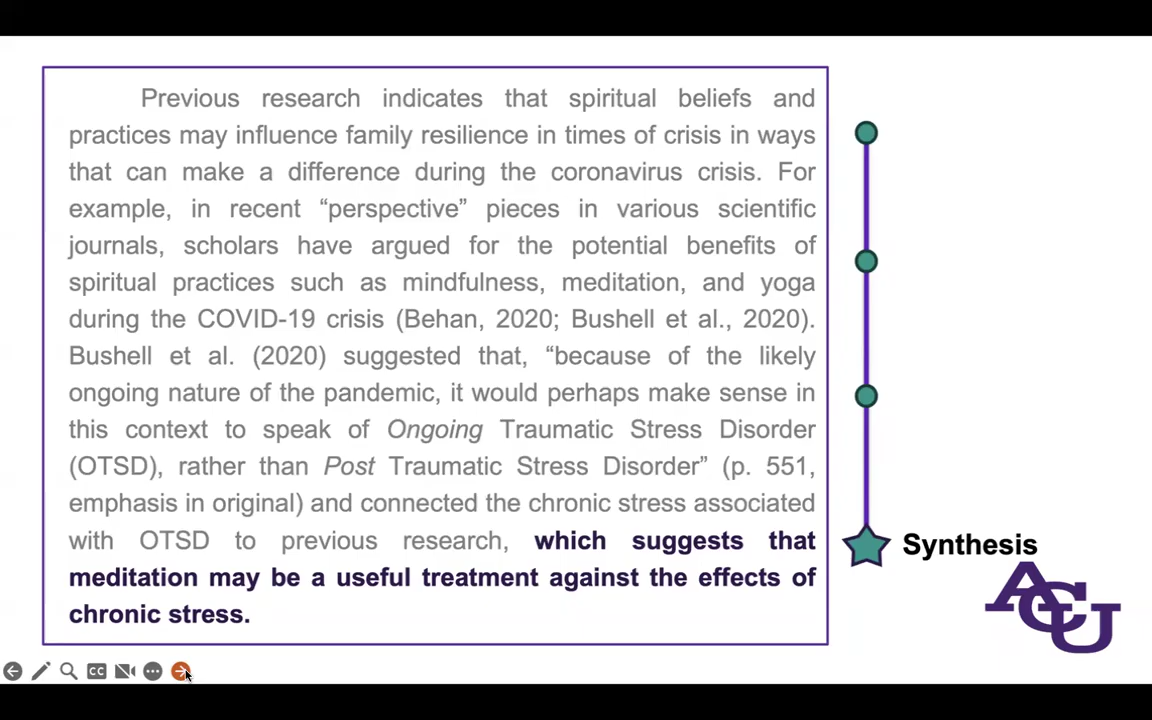 Previous research indicates that spiritual beliefs and
practices may influence family resilience in times of crisis in ways
that can make a difference during the coronavirus crisis. For
example, in recent “perspective” pieces in various scientific
journals, scholars have argued for the potential benefits of
spiritual practices such as mindfulness, meditation, and yoga
during the COVID-19 crisis (Behan, 2020; Bushell et al., 2020).
Bushell et al. (2020) suggested that, “because of the likely
ongoing nature of the pandemic, it would perhaps make sense in
this context to speak of Ongoing Traumatic Stress Disorder
(OTSD), rather than Post Traumatic Stress Disorder” (p. 551,
emphasis in original) and connected the chronic stress associated
with OTSD to previous research, which suggests that
meditation may be a useful treatment against the effects of
chronic stress.
Synthesis
ACU
CC